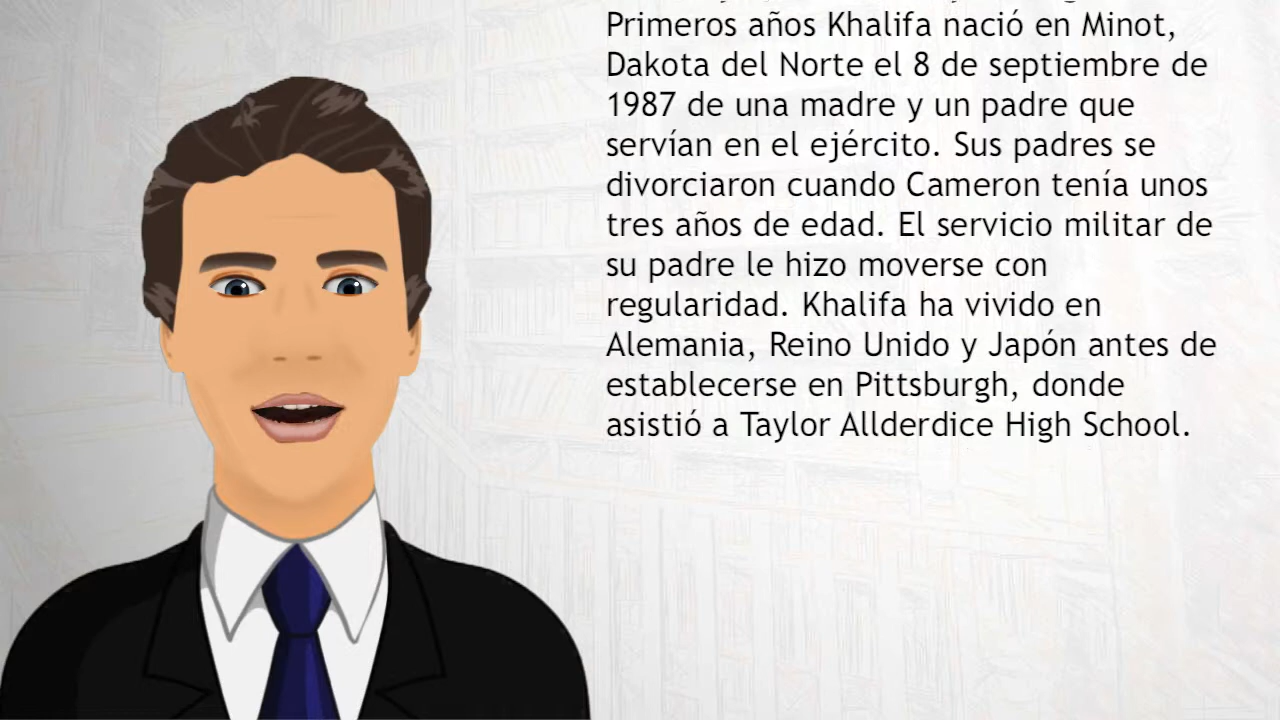 Primeros años Khalifa nació en Minot,
Dakota del Norte el 8 de septiembre de
1987 de una madre y un padre que
servían en el ejército. Sus padres se
divorciaron cuando Cameron tenía unos
tres años de edad. El servicio militar de
su padre le hizo moverse con
regularidad. Khalifa ha vivido en
Alemania, Reino Unido y Japón antes de
establecerse en Pittsburgh, donde
asistió a Taylor Allderdice High School.